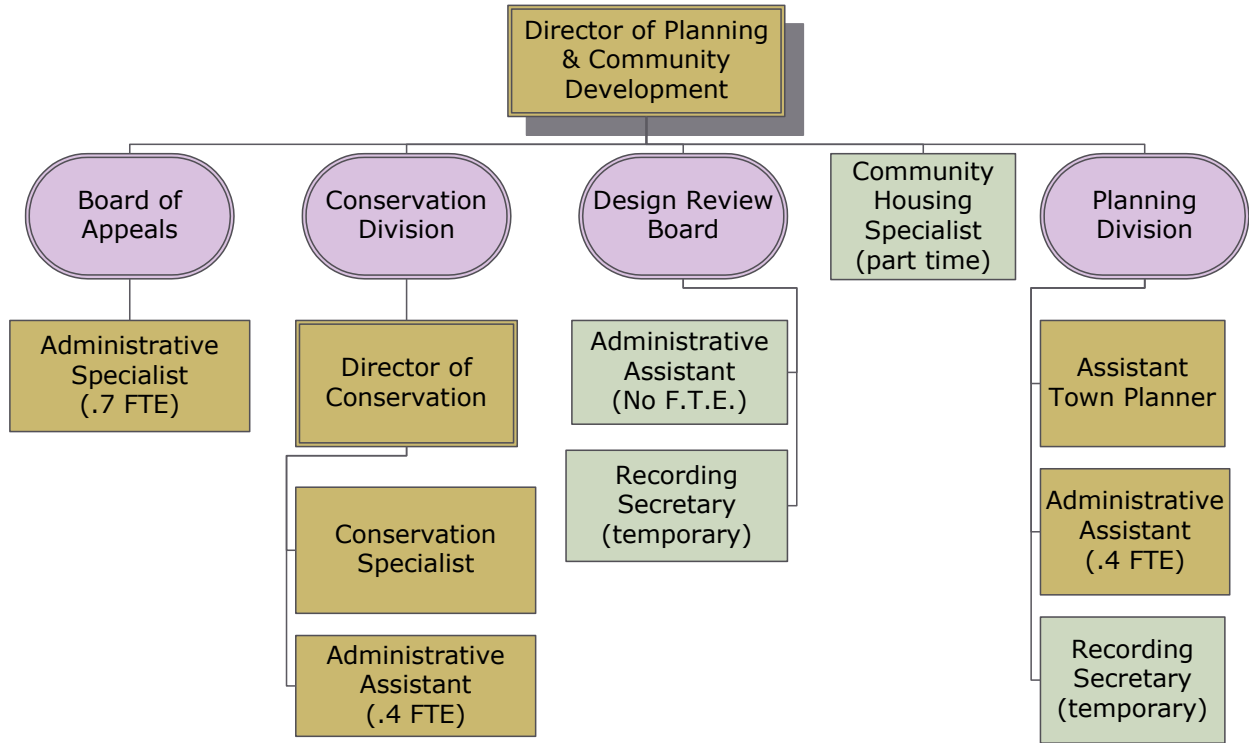 Director of Planning
& Community
Development
Board of
Appeals
Conservation
Division
Design Review
Board
Community
Housing
Specialist
(part time)
Planning
Division
Administrative
Specialist
(.7 FTE)
Director of
Conservation
Conservation
Specialist
Administrative
Assistant
(.4 FTE)
Administrative
Assistant
(No F.T.E.)
Recording
Secretary
(temporary)
Assistant
Town Planner
Administrative
Assistant
(.4 FTE)
Recording
Secretary
(temporary)